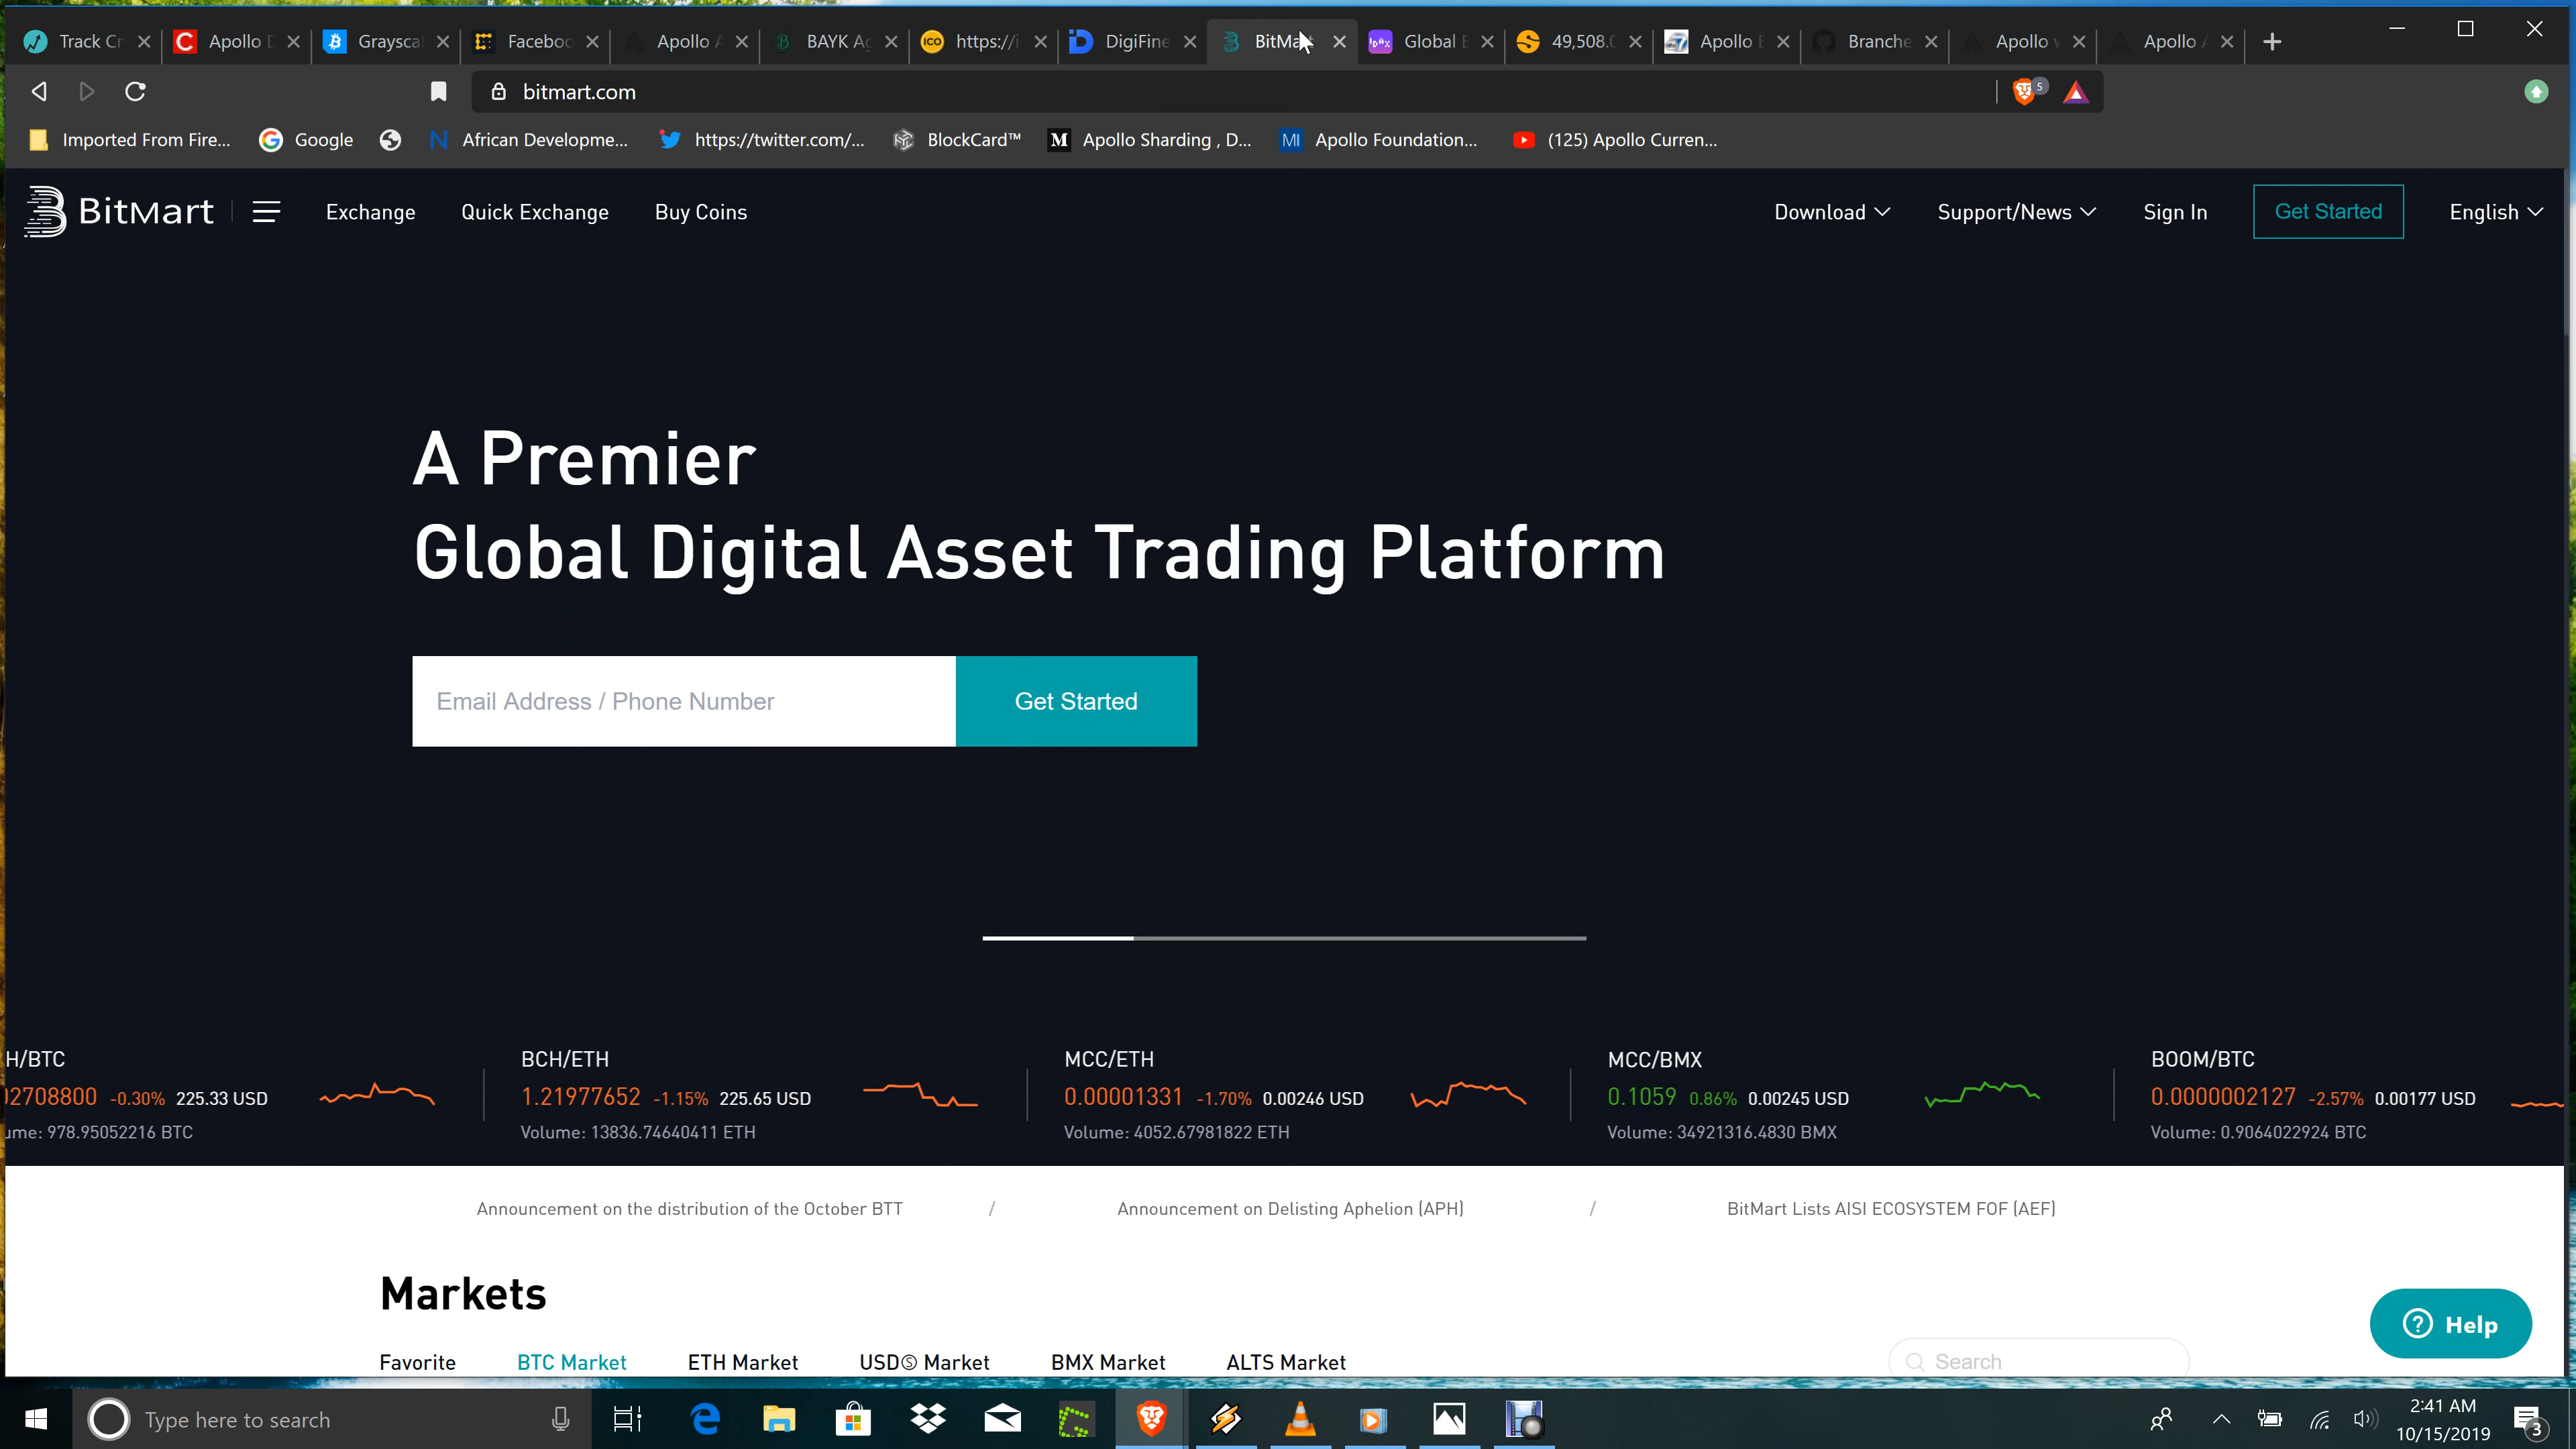 Track Cr Apollo D Grayscal Faceboo Apollo A BAYK Ag https://i DigiFine BitMa Global E 49,508.0 Apollo E Branche Apollo v Apollo A
bitmart.com 5
Imported From Fire... Google African Developme... https://twitter.com/... BlockCard™ Apollo Sharding , D... Apollo Foundation... (125) Apollo Curren...
BitMart Exchange Quick Exchange Buy Coins Download Support/News Sign In Get Started English
A Premier
Global Digital Asset Trading Platform
Email Address / Phone Number Get Started
H/BTC BCH/ETH MCC/ETH MCC/BMX BOOM/BTC
02708800 -0.30% 225.33 USD 1.21977652 -1.15% 225.65 USD 0.00001331 -1.70% 0.00246 USD 0.1059 0.86% 0.00245 USD 0.0000002127 -2.57% 0.00177 USD
ume: 978.95052216 BTC Volume: 13836.74640411 ETH Volume: 4052.67981822 ETH Volume: 34921316.4830 BMX Volume: 0.9064022924 BTC
Announcement on the distribution of the October BTT / Announcement on Delisting Aphelion (APH) / BitMart Lists AISI ECOSYSTEM FOF (AEF)
Markets
Help
Favorite BTC Market ETH Market USDⓈ Market BMX Market ALTS Market Search
Type here to search
2:41 AM
10/15/2019
3